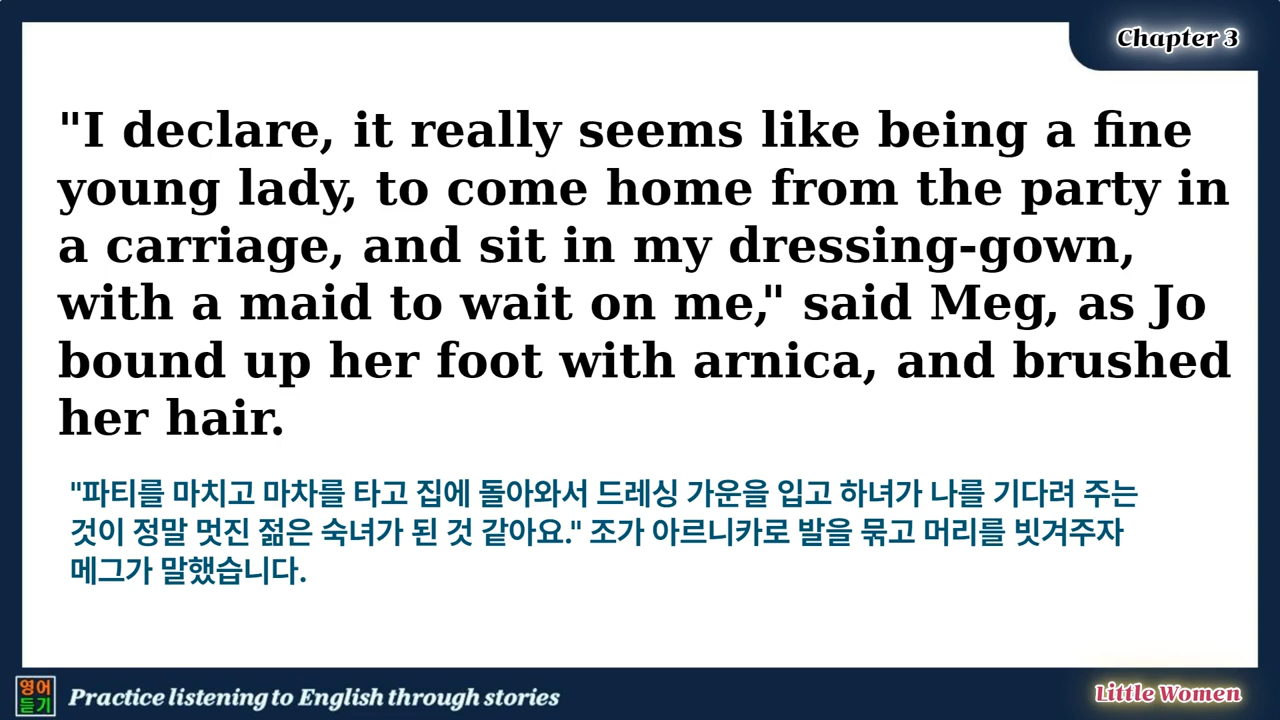 Chapter 3
"I declare, it really seems like being a fine
young lady, to come home from the party in
a carriage, and sit in my dressing-gown,
with a maid to wait on me," said Meg, as Jo
bound up her foot with arnica, and brushed
her hair.
"파티를 마치고 마차를 타고 집에 돌아와서 드레싱 가운을 입고 하녀가 나를 기다려 주는
것이 정말 멋진 젊은 숙녀가 된 것 같아요." 조가 아르니카로 발을 묶고 머리를 빗겨주자
메그가 말했습니다.
영어
듣기
Practice listening to English through stories
Little Women